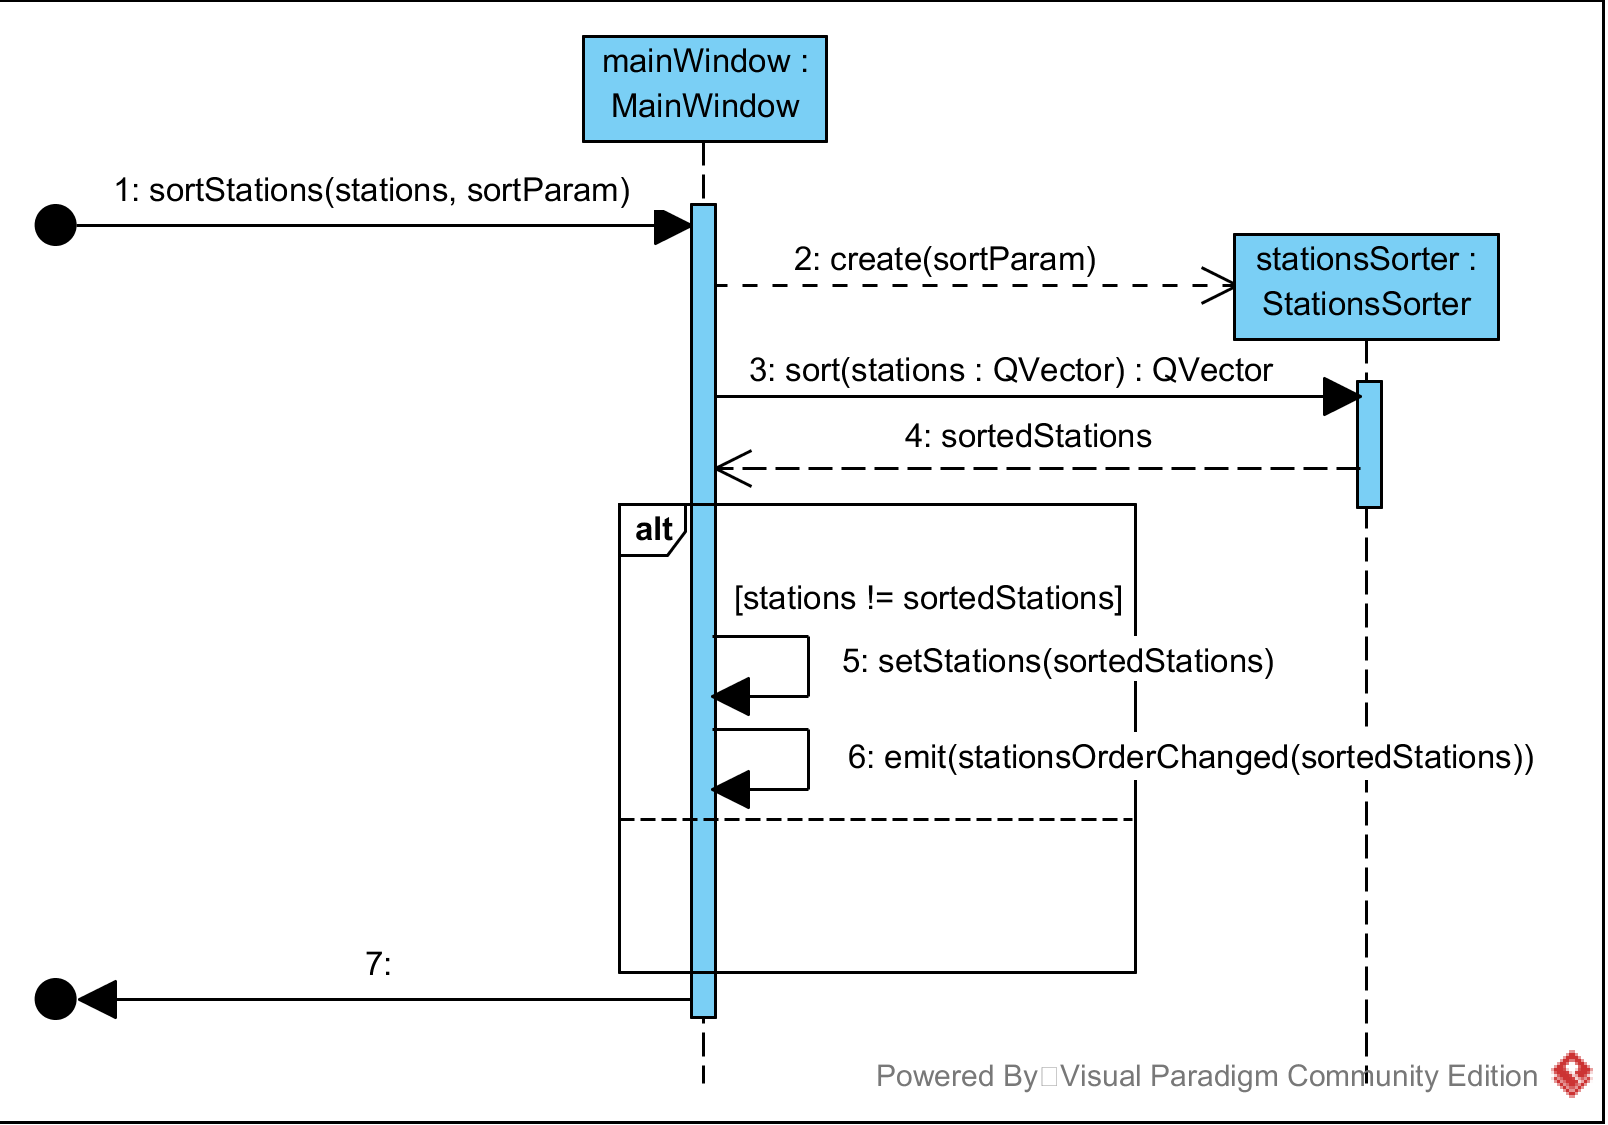 mainWindow :
MainWindow
1: sortStations(stations, sortParam)
2: create(sortParam)
stationsSorter :
StationsSorter
3: sort(stations : QVector) : QVector
4: sortedStations
alt
[stations != sortedStations]
5: setStations(sortedStations)
6: emit(stationsOrderChanged(sortedStations))
7:
Powered By Visual Paradigm Community Edition